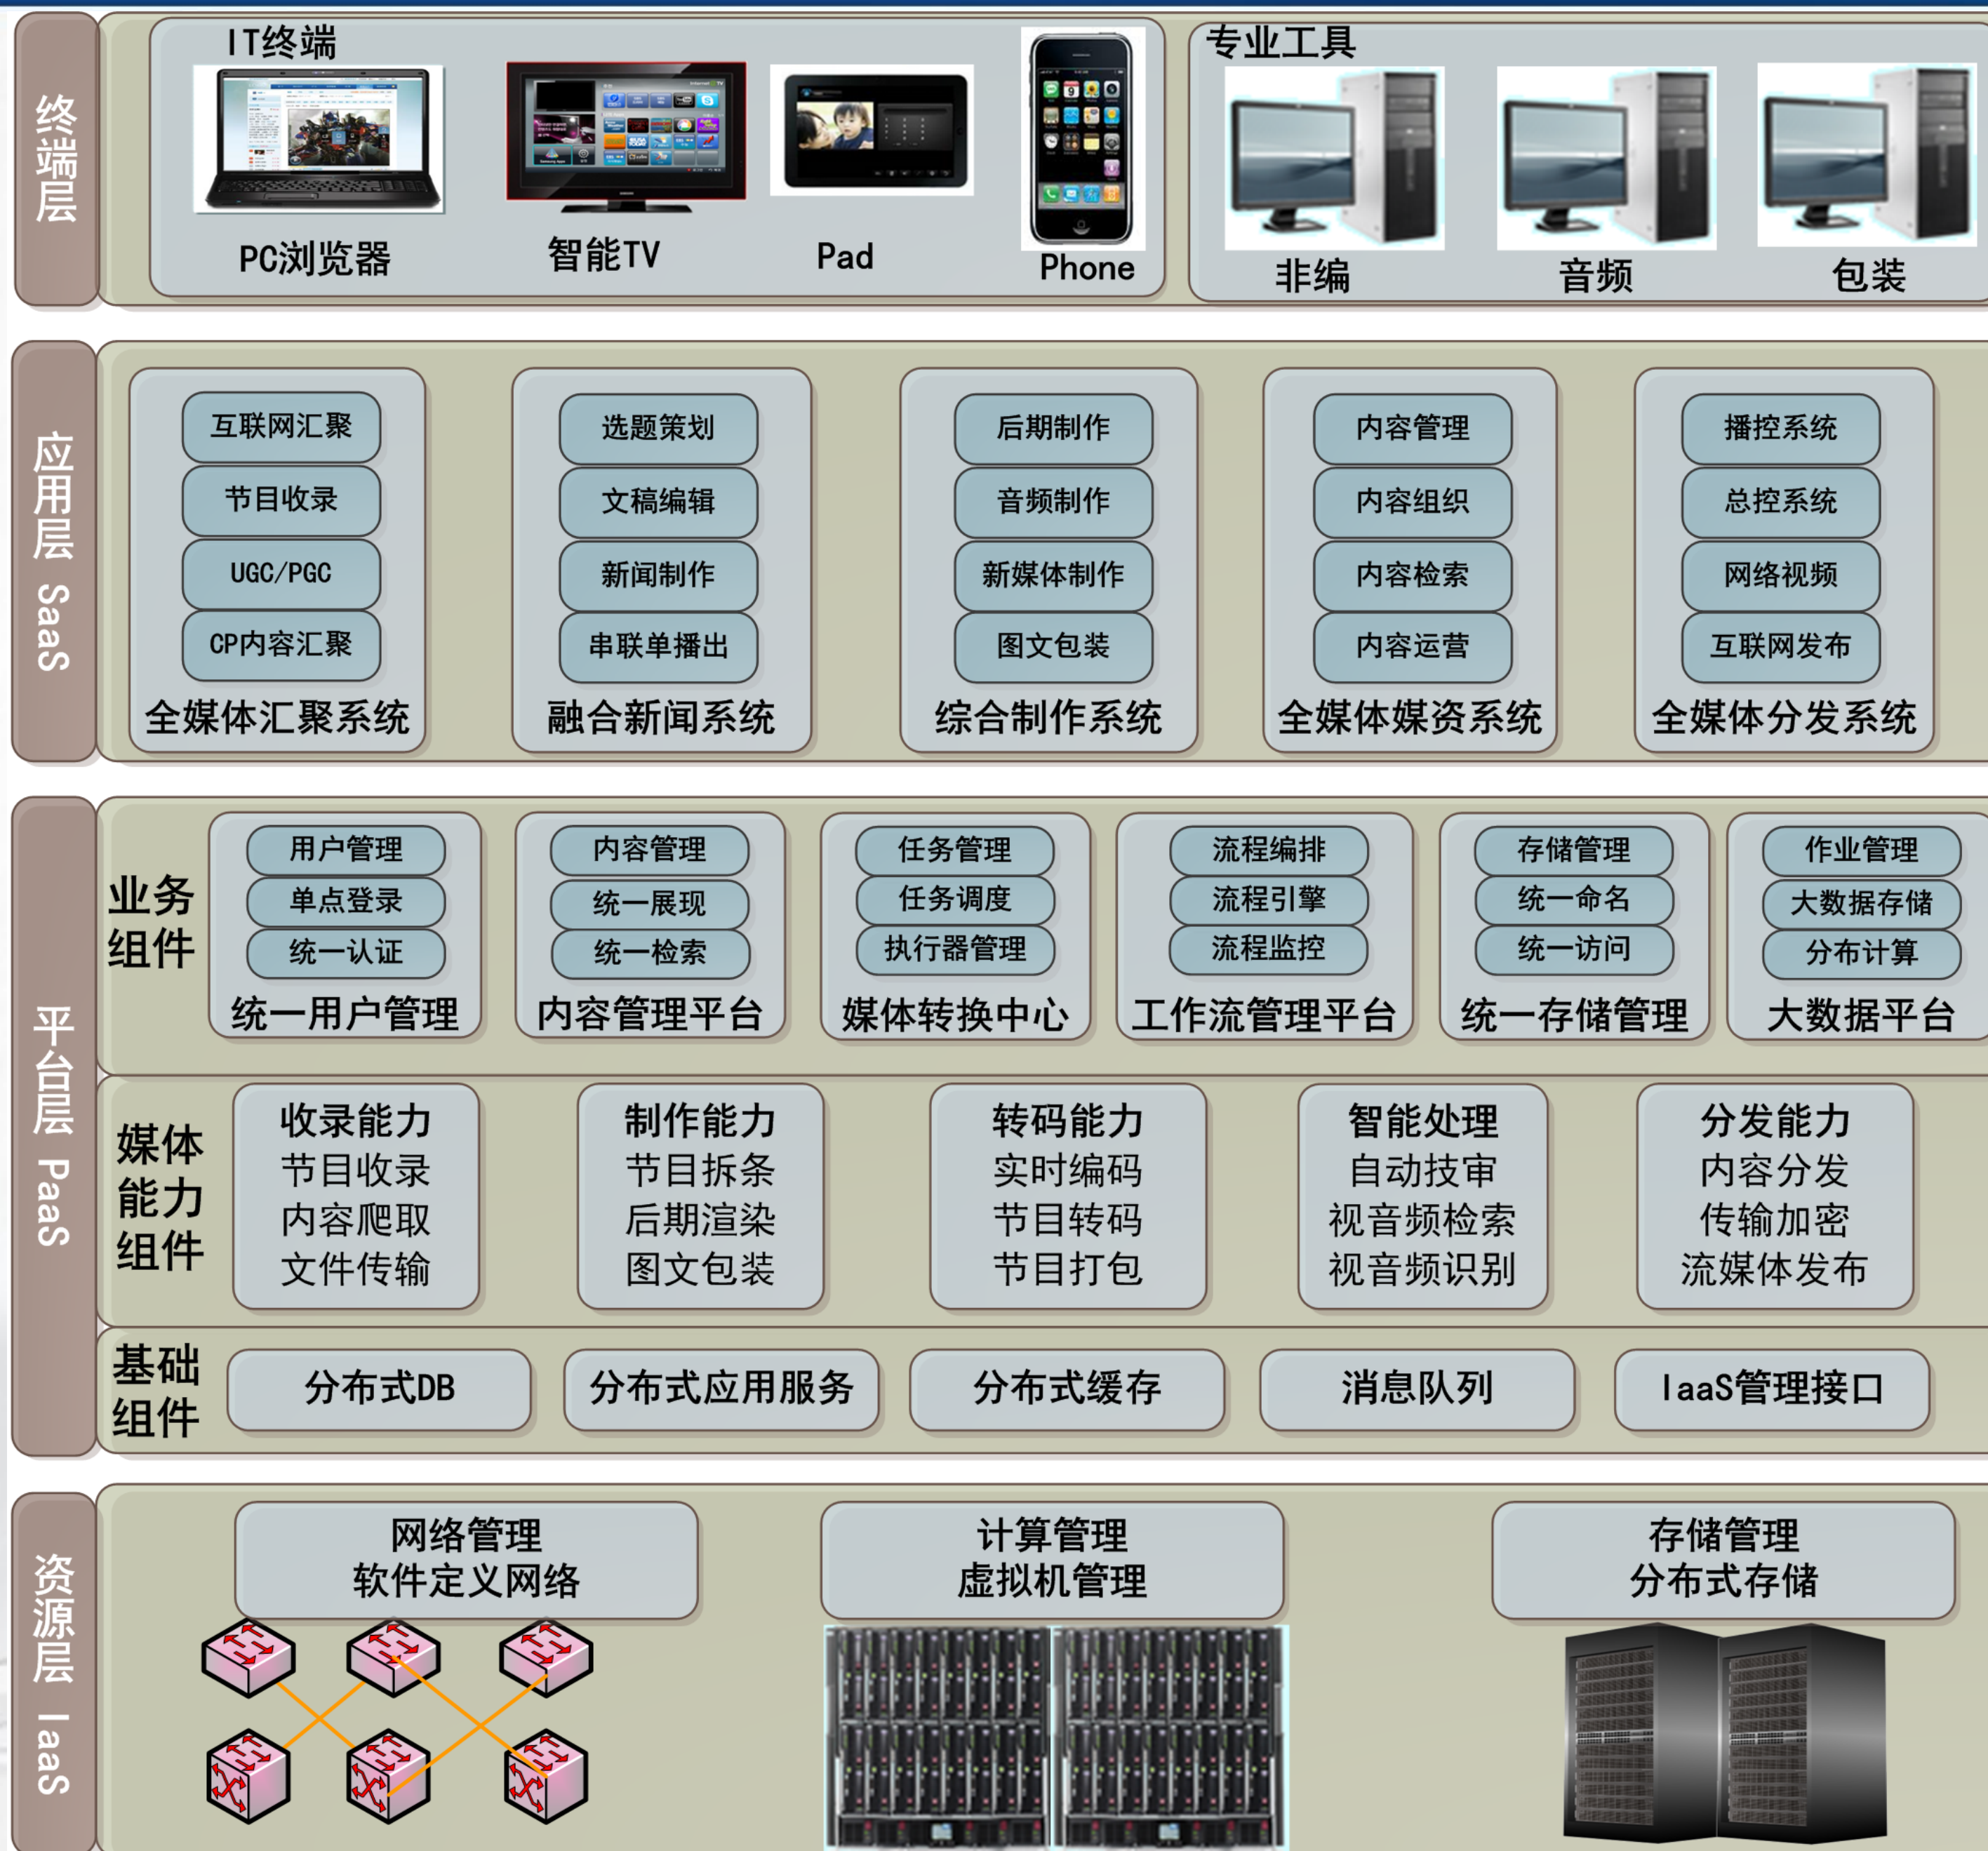 终端层
IT终端
PC浏览器
智能TV
Pad
Phone
专业工具
非编
音频
包装
应用层 SaaS
互联网汇聚
节目收录
UGC/PGC
CP内容汇聚
全媒体汇聚系统
选题策划
文稿编辑
新闻制作
串联单播出
融合新闻系统
后期制作
音频制作
新媒体制作
图文包装
综合制作系统
内容管理
内容组织
内容检索
内容运营
全媒体媒资系统
播控系统
总控系统
网络视频
互联网发布
全媒体分发系统
平台层 PaaS
业务
组件
用户管理
单点登录
统一认证
统一用户管理
内容管理
统一展现
统一检索
内容管理平台
任务管理
任务调度
执行器管理
媒体转换中心
流程编排
流程引擎
流程监控
工作流管理平台
存储管理
统一命名
统一访问
统一存储管理
作业管理
大数据存储
分布计算
大数据平台
媒体
能力
组件
收录能力
节目收录
内容爬取
文件传输
制作能力
节目拆条
后期渲染
图文包装
转码能力
实时编码
节目转码
节目打包
智能处理
自动技审
视音频检索
视音频识别
分发能力
内容分发
传输加密
流媒体发布
基础
组件
分布式DB
分布式应用服务
分布式缓存
消息队列
IaaS管理接口
资源层 IaaS
网络管理
软件定义网络
计算管理
虚拟机管理
存储管理
分布式存储